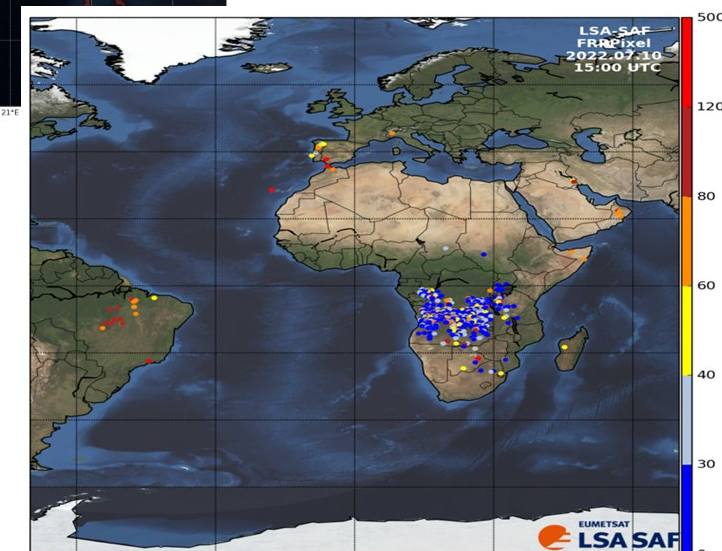 LSA-SAF
FRPPixel
2022.07.10
15:00 UTC
21°E
500
120
80
60
40
30
EUMETSAT
LSA SAF